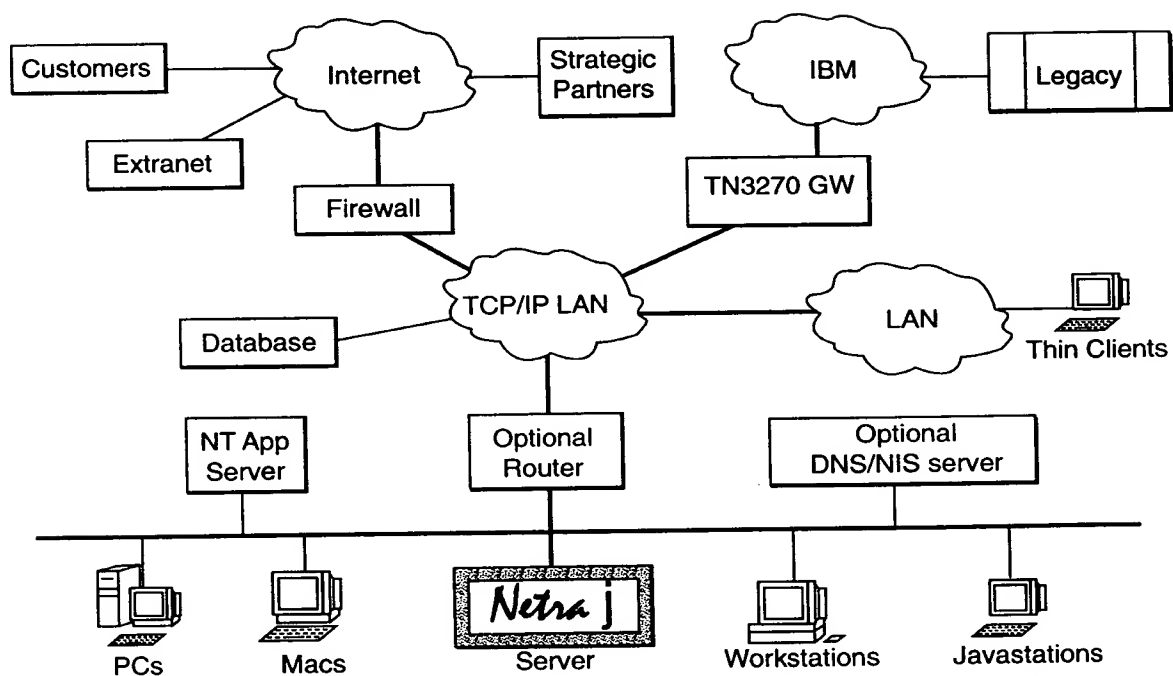 Customers
Internet
Strategic
Partners
IBM
Legacy
Extranet
Firewall
TN3270 GW
TCP/IP LAN
LAN
Database
Thin Clients
NT App
Server
Optional
Router
Optional
DNS/NIS server
Netra j
PCs
Macs
Server
Workstations
Javastations